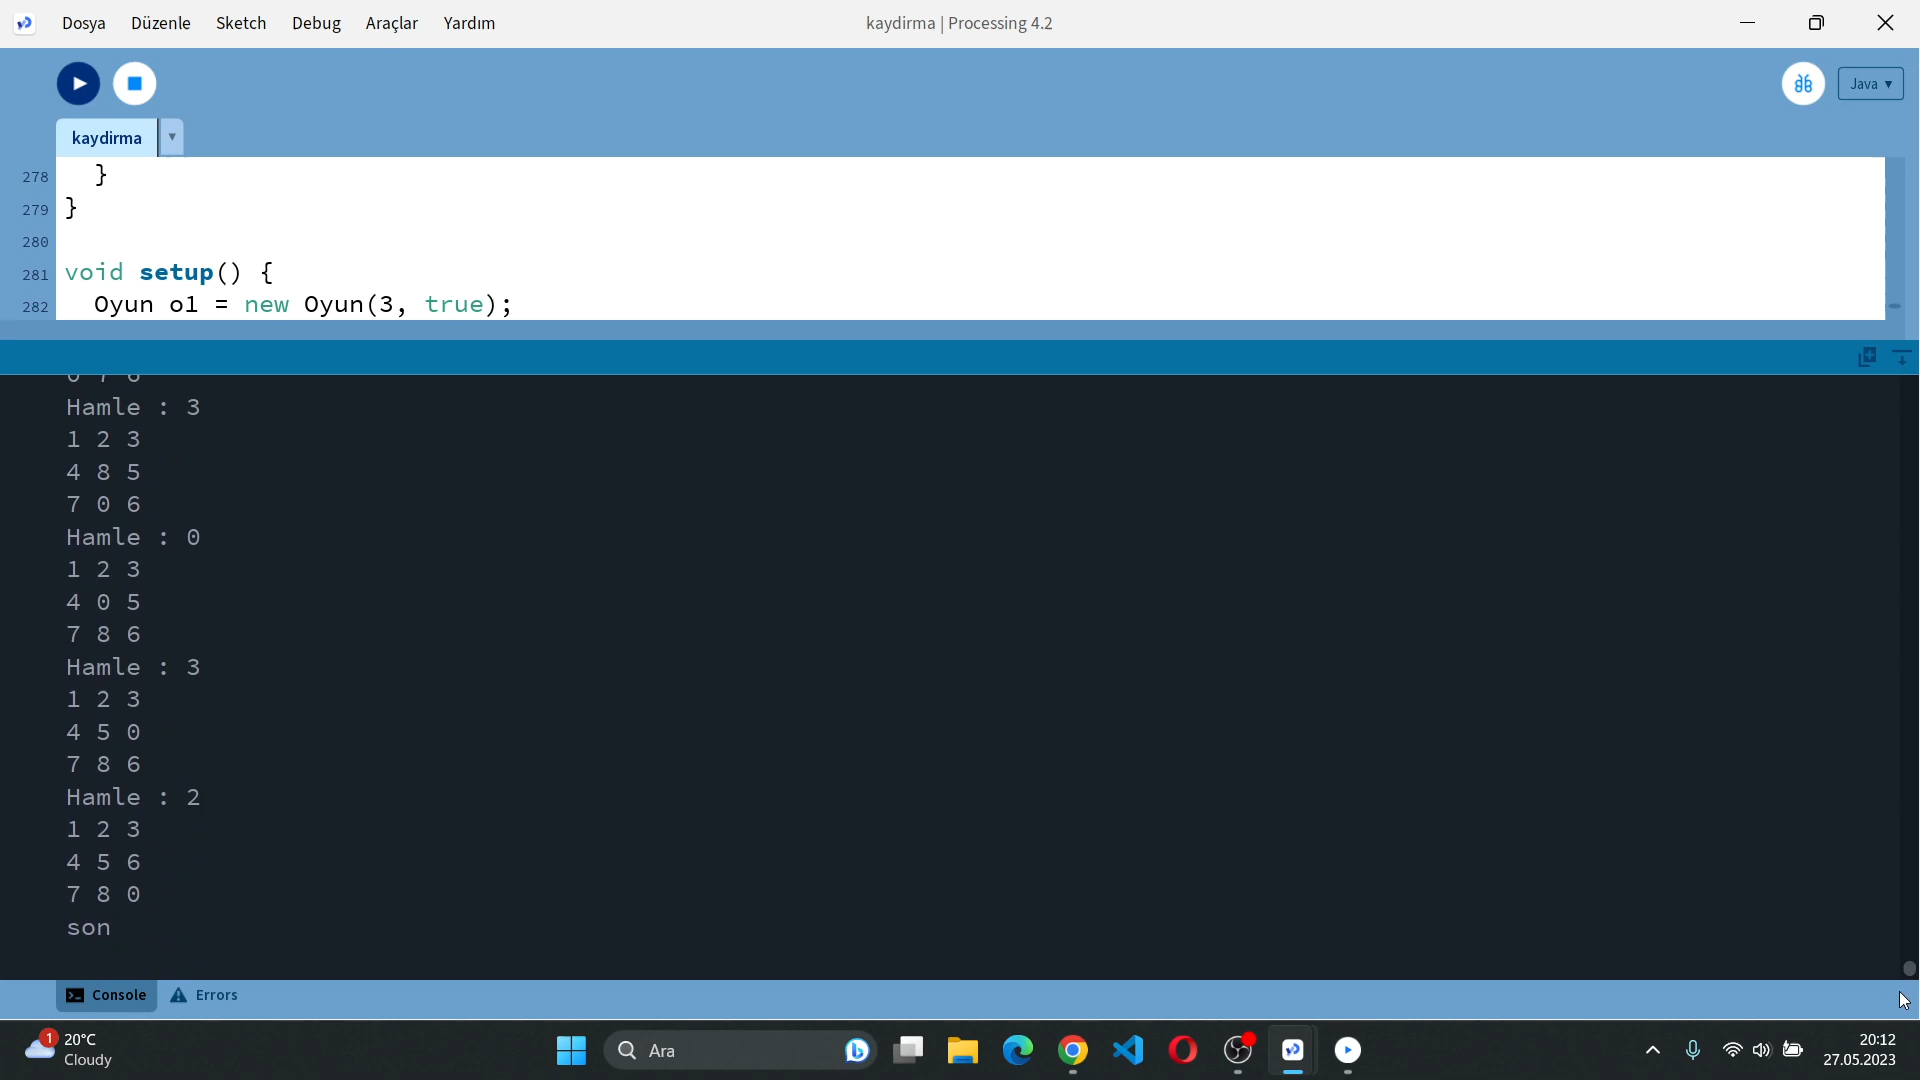 Dosya Düzenle Sketch Debug Araçlar Yardım
kaydirma | Processing 4.2
Java ▾
kaydirma
278 }
279 }
280
281 void setup() {
282 Oyun o1 = new Oyun(3, true);
0 7 6
Hamle : 3
1 2 3
4 8 5
7 0 6
Hamle : 0
1 2 3
4 0 5
7 8 6
Hamle : 3
1 2 3
4 5 0
7 8 6
Hamle : 2
1 2 3
4 5 6
7 8 0
son
Console Errors
1
20°C
Cloudy
Ara
20:12
27.05.2023